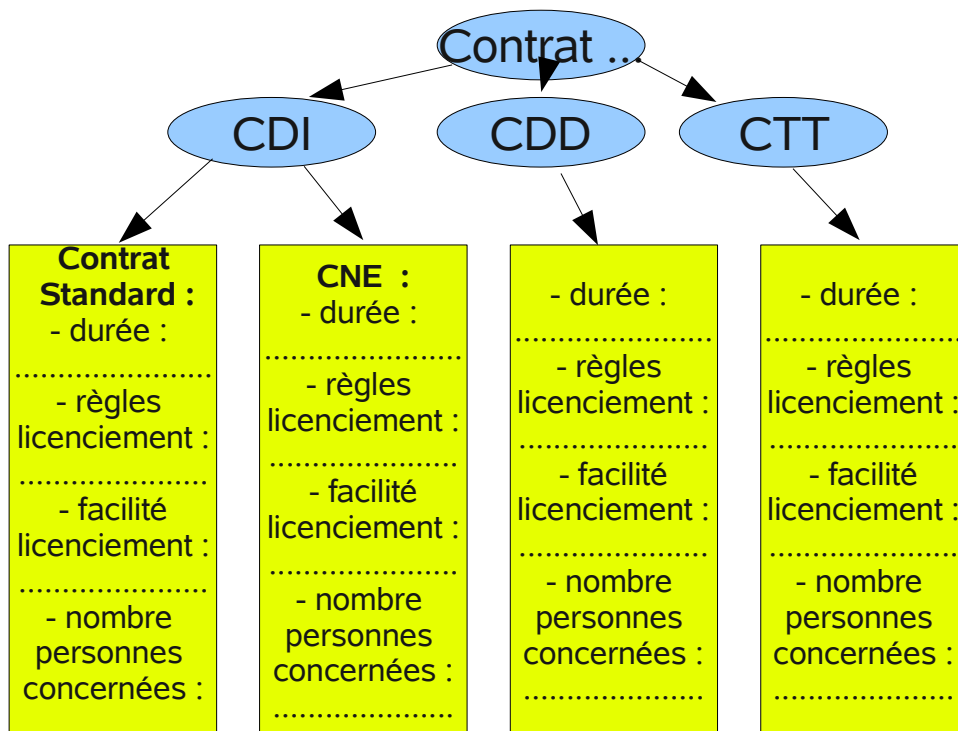 Contrat ...
CDI
CDD
CTT
Contrat
Standard :
- durée :
.......................
- règles
licenciement :
......................
- facilité
licenciement :
......................
- nombre
personnes
concernées :
CNE :
- durée :
.......................
- règles
licenciement :
......................
- facilité
licenciement :
......................
- nombre
personnes
concernées :
.....................
- durée :
.......................
- règles
licenciement :
......................
- facilité
licenciement :
......................
- nombre
personnes
concernées :
.....................
- durée :
.......................
- règles
licenciement :
......................
- facilité
licenciement :
......................
- nombre
personnes
concernées :
.....................